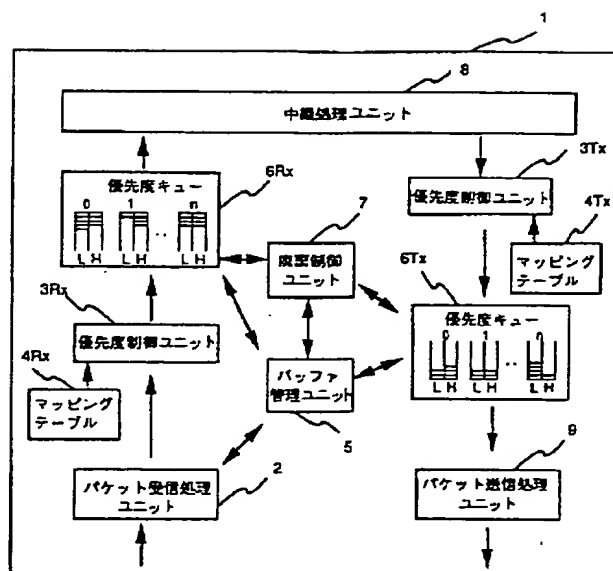 1
8
中継処理ユニット
6Rx
優先度キュー
0 1 n
L H L H L H
3Tx
優先度制御ユニット
4Tx
マッピング
テーブル
7
廃棄制御
ユニット
6Tx
優先度キュー
0 1 n
L H L H L H
3Rx
優先度制御ユニット
4Rx
マッピング
テーブル
バッファ
管理ユニット
5
2
パケット受信処理
ユニット
9
パケット送信処理
ユニット